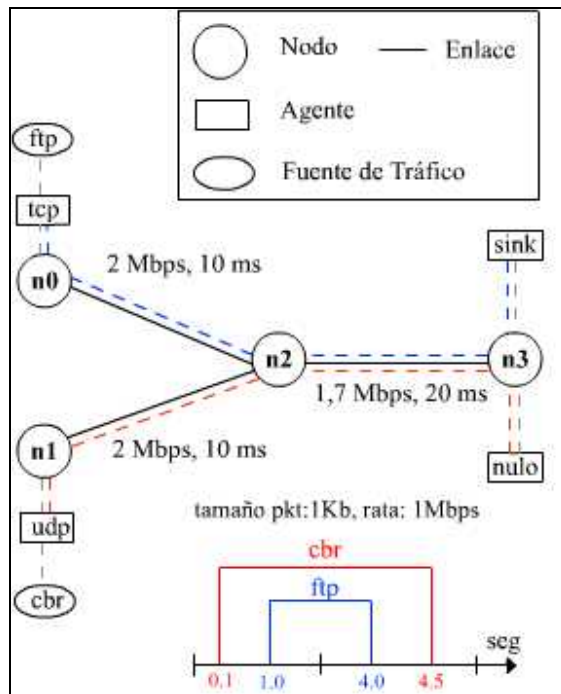 Nodo
Enlace
Agente
Fuente de Tráfico
ftp
tcp
n0
2 Mbps, 10 ms
sink
n2
n3
1,7 Mbps, 20 ms
n1
2 Mbps, 10 ms
nulo
udp
cbr
tamaño pkt:1Kb, rata: 1Mbps
cbr
ftp
seg
0.1 1.0 4.0 4.5